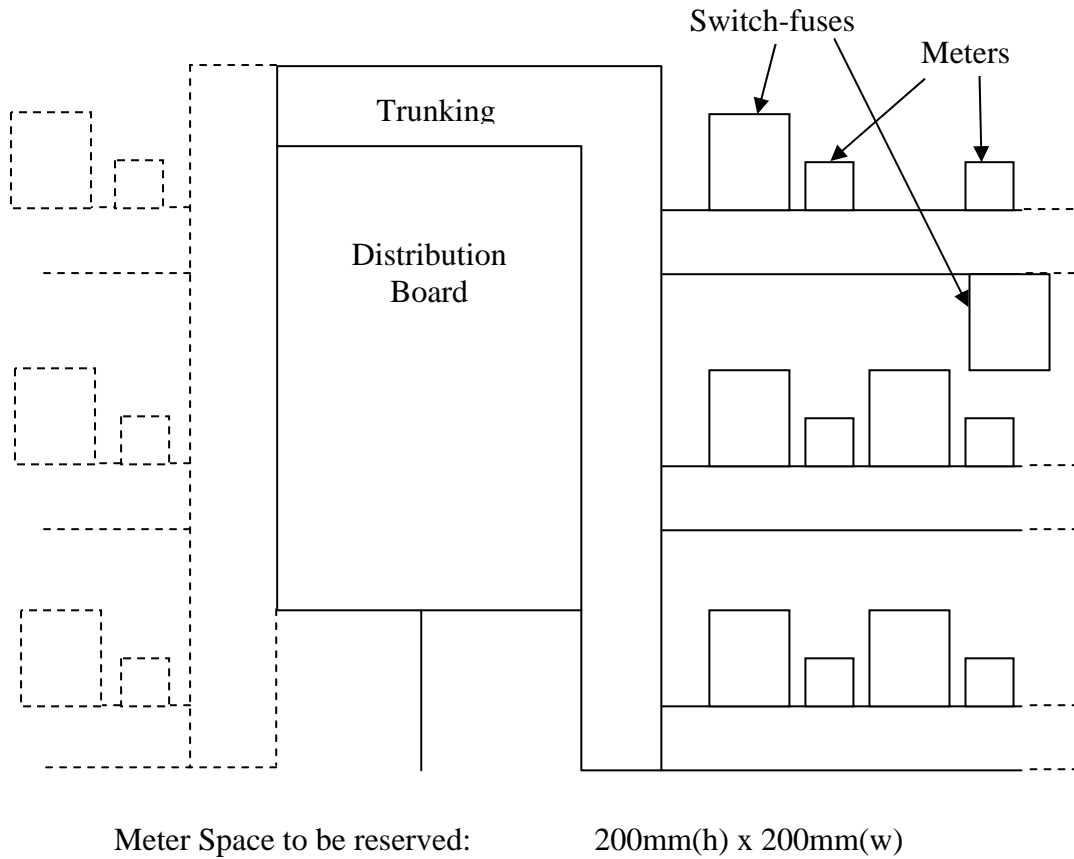 Switch-fuses
Meters
Trunking
Distribution
Board
Meter Space to be reserved: 200mm(h) x 200mm(w)